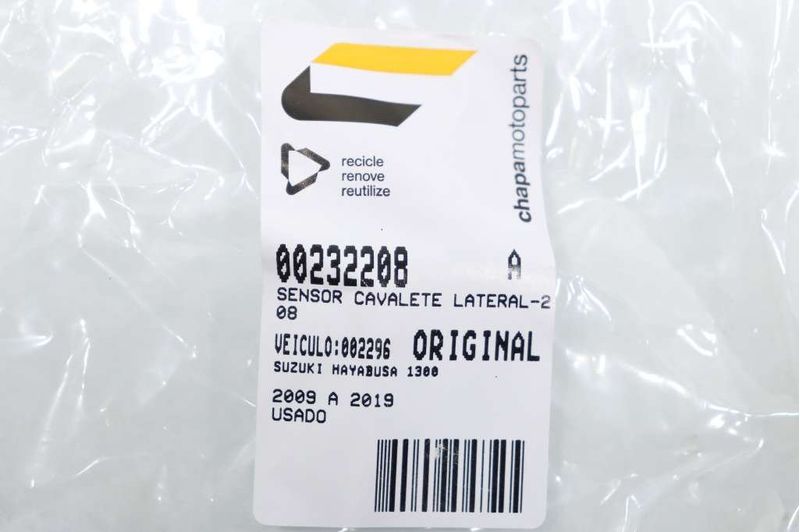 chapamotoparts
recicle
renove
reutilize
00232208 A
SENSOR CAVALETE LATERAL-2
08
VEICULO:002296 ORIGINAL
SUZUKI HAYABUSA 1300
2009 A 2019
USADO